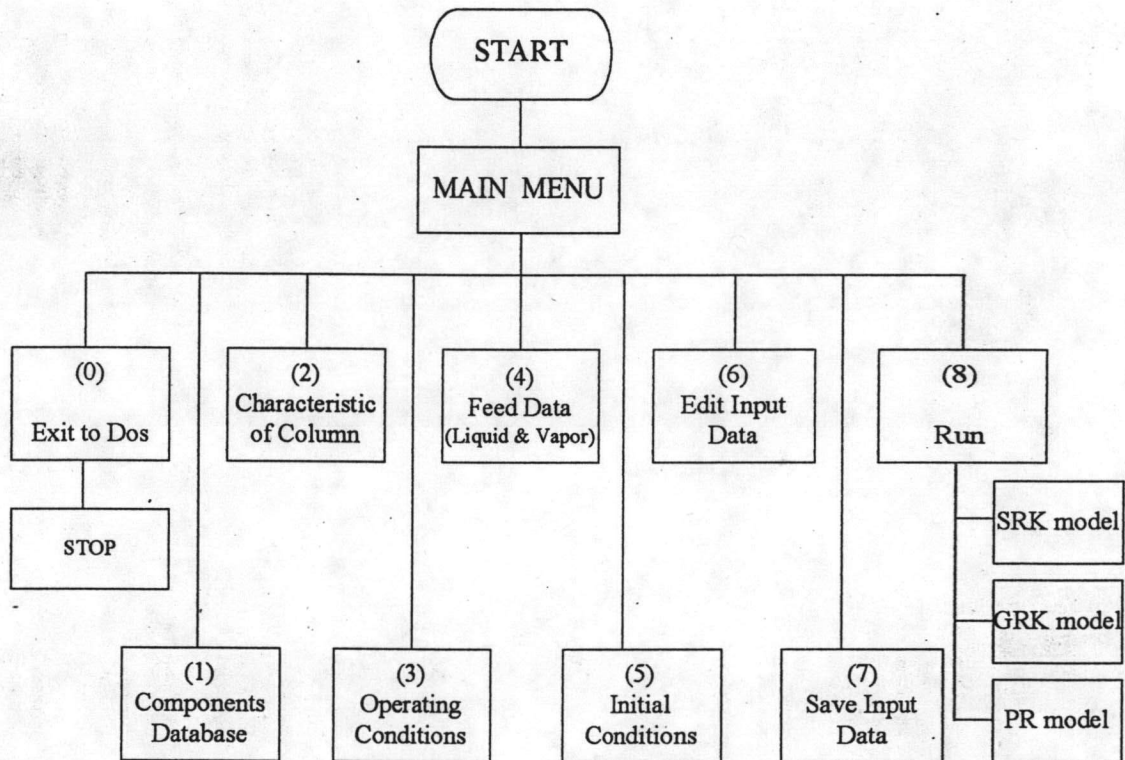 START
MAIN MENU
(0)
Exit to Dos
(2)
Characteristic
of Column
(4)
Feed Data
(Liquid & Vapor)
(6)
Edit Input
Data
(8)
Run
STOP
SRK model
GRK model
PR model
(1)
Components
Database
(3)
Operating
Conditions
(5)
Initial
Conditions
(7)
Save Input
Data